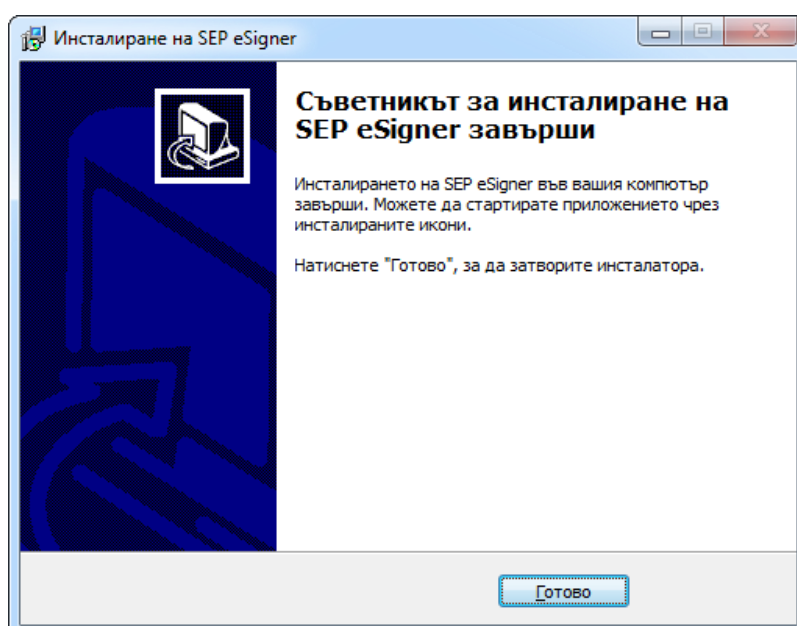 Инсталиране на SEP eSigner
Съветникът за инсталиране на
SEP eSigner завърши
Инсталирането на SEP eSigner във вашия компютър
завърши. Можете да стартирате приложението чрез
инсталираните икони.
Натиснете "Готово", за да затворите инсталатора.
Готово